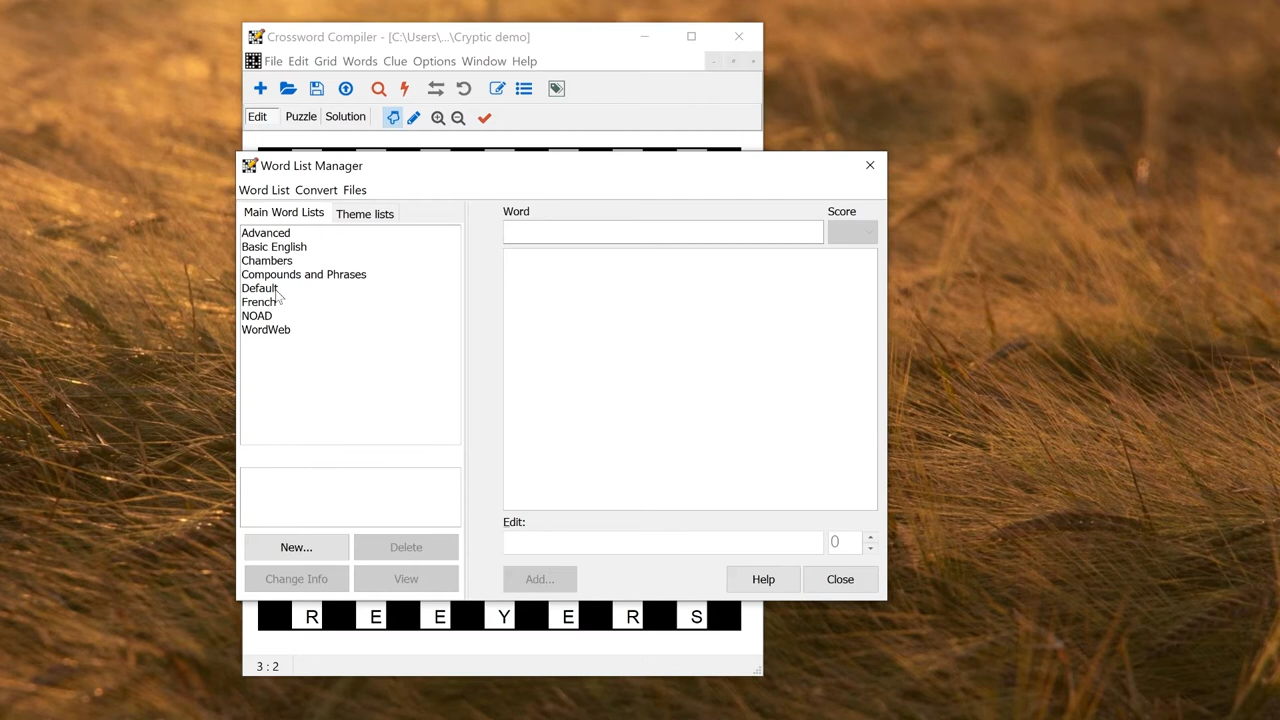 Crossword Compiler - [C:\Users\...\Cryptic demo]
File Edit Grid Words Clue Options Window Help
Edit Puzzle Solution
Word List Manager
Word List Convert Files
Main Word Lists Theme lists
Advanced
Basic English
Chambers
Compounds and Phrases
Default
French
NOAD
WordWeb
New... Delete
Change Info View
Word Score
Edit:
0
Add... Help Close
R E E Y E R S
3 : 2